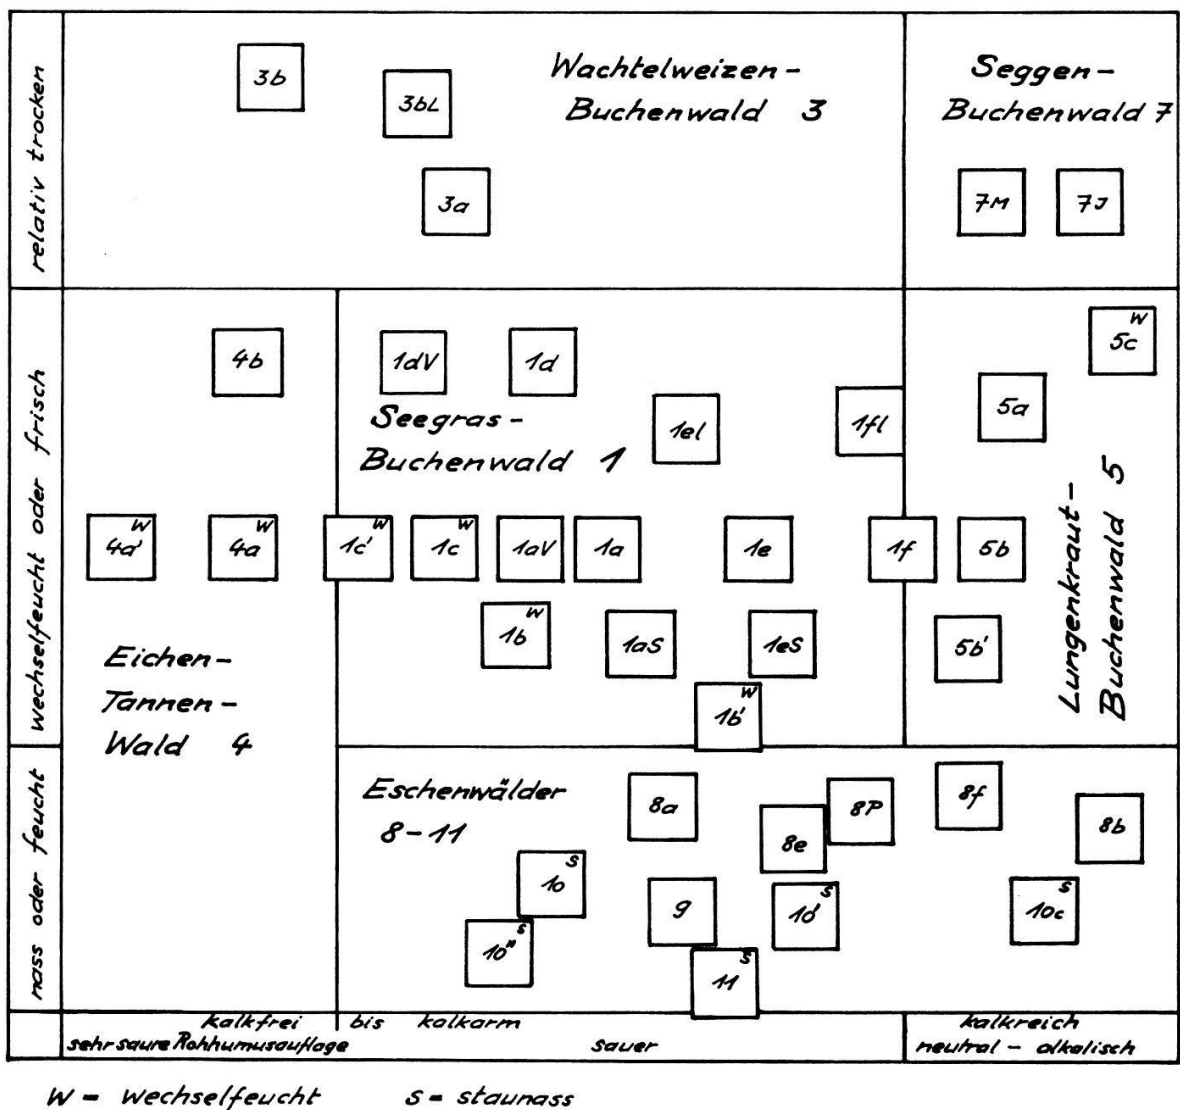 relativ trocken
3b
3bL
3a
Wachtelweizen-
Buchenwald 3
Seggen-
Buchenwald 7
7M
7J
wechselfeucht oder frisch
4b
1dV
1d
1el
1fl
5a
5c W
Seegras-
Buchenwald 1
4a' W
4a W
1c' W
1c W
1aV
1a
1e
1f
5b
1b W
1aS
1eS
5b'
1b' W
Eichen-
Tannen-
Wald 4
Lungenkraut-
Buchenwald 5
nass oder feucht
Eschenwälder
8-11
8a
8e
8P
8f
8b
10 S
10" S
9
10' S
10c S
11 S
kalkfrei bis kalkarm
kalkreich
sehr saure Rohhumusauflage
sauer
neutral - alkalisch
W = wechselfeucht
S = staunass